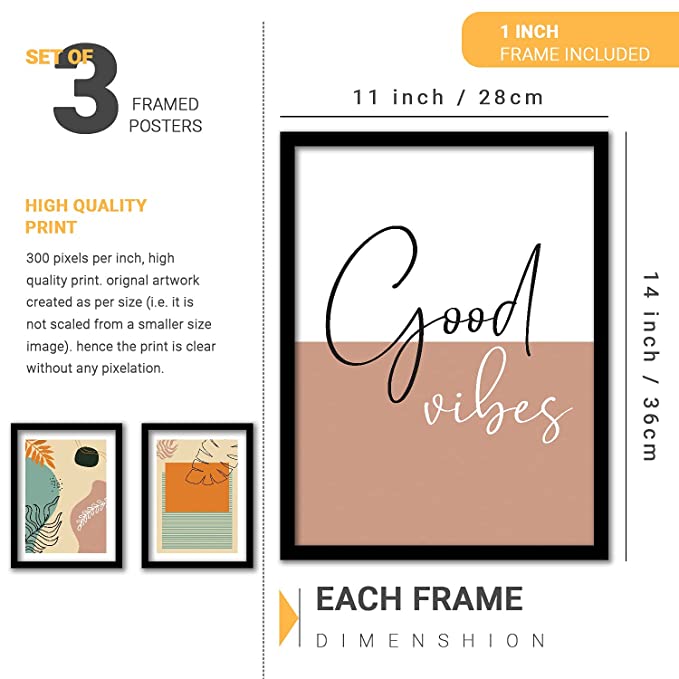 SET OF
3
FRAMED
POSTERS
HIGH QUALITY
PRINT
300 pixels per inch, high
quality print. orignal artwork
created as per size (i.e. it is
not scaled from a smaller size
image). hence the print is clear
without any pixelation.
1 INCH
FRAME INCLUDED
11 inch / 28cm
Good
vibes
14 inch / 36cm
EACH FRAME
DIMENSHION